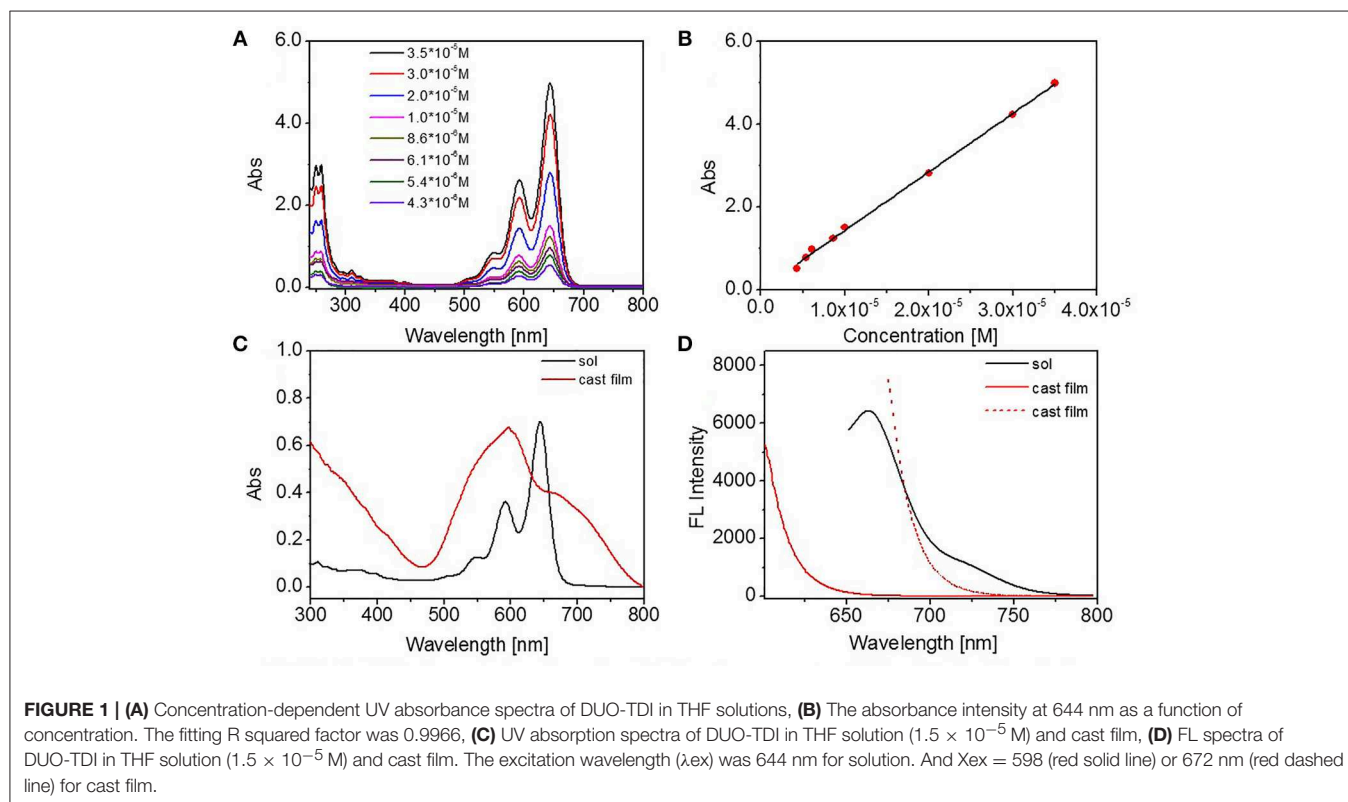 A
6.0
4.0
2.0
0.0
Abs
3.5*10⁻⁵M
3.0*10⁻⁵M
2.0*10⁻⁵M
1.0*10⁻⁵M
8.6*10⁻⁶M
6.1*10⁻⁶M
5.4*10⁻⁶M
4.3*10⁻⁶M
300 400 500 600 700 800
Wavelength [nm]
B
6.0
4.0
2.0
0.0
Abs
0.0 1.0x10⁻⁵ 2.0x10⁻⁵ 3.0x10⁻⁵ 4.0x10⁻⁵
Concentration [M]
C
1.0
0.8
0.6
0.4
0.2
0.0
Abs
sol
cast film
300 400 500 600 700 800
Wavelength [nm]
D
8000
6000
4000
2000
0
FL Intensity
sol
cast film
cast film
650 700 750 800
Wavelength [nm]
FIGURE 1 | (A) Concentration-dependent UV absorbance spectra of DUO-TDI in THF solutions, (B) The absorbance intensity at 644 nm as a function of
concentration. The fitting R squared factor was 0.9966, (C) UV absorption spectra of DUO-TDI in THF solution (1.5 × 10⁻⁵ M) and cast film, (D) FL spectra of
DUO-TDI in THF solution (1.5 × 10⁻⁵ M) and cast film. The excitation wavelength (λex) was 644 nm for solution. And Xex = 598 (red solid line) or 672 nm (red dashed
line) for cast film.